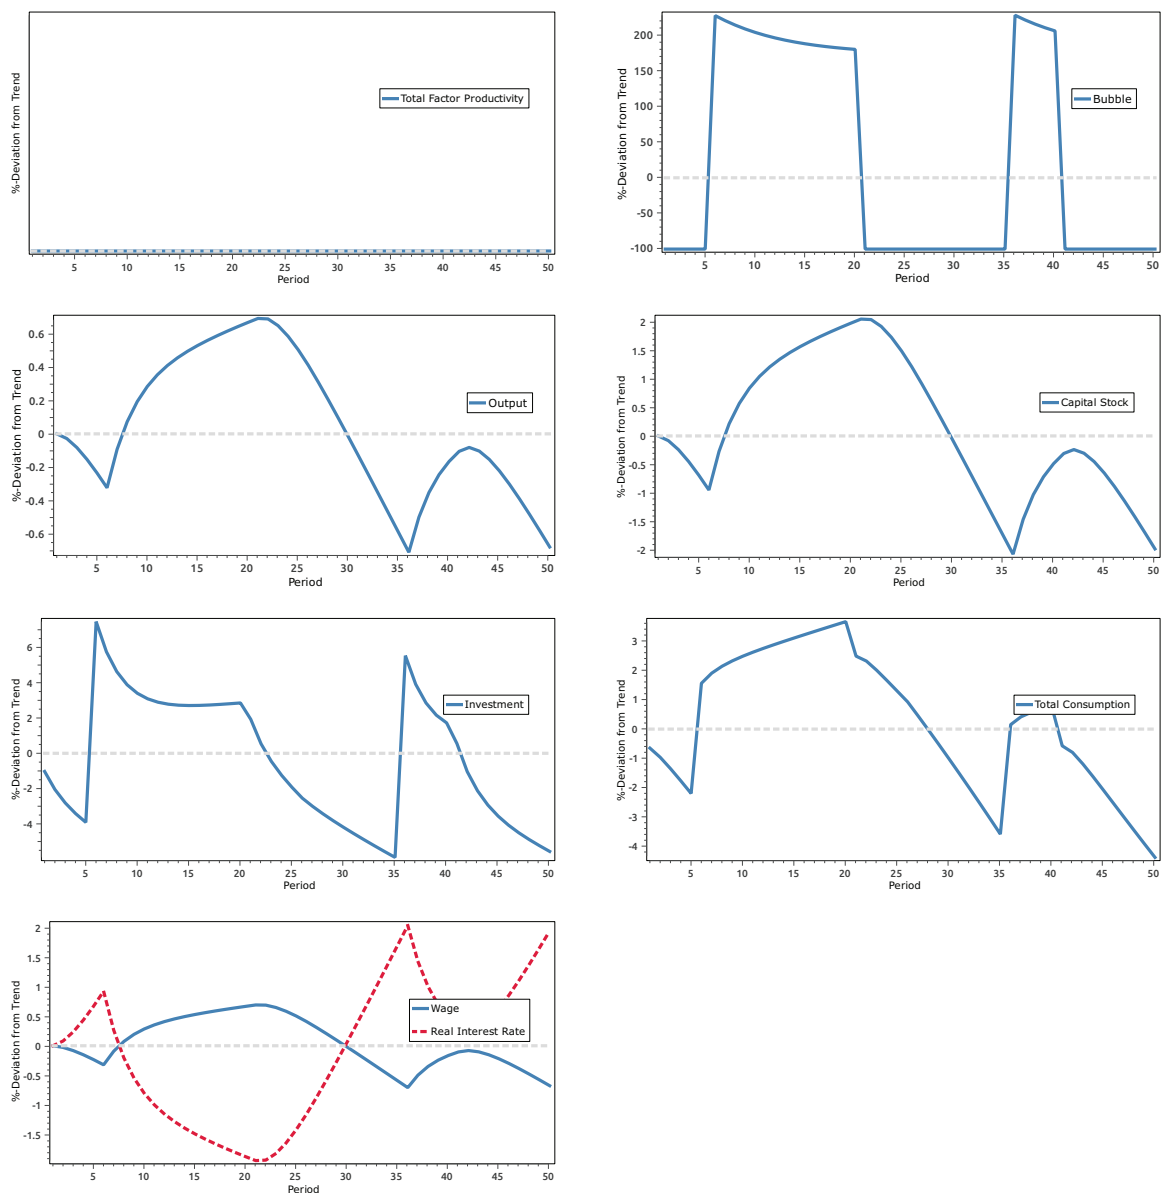 %-Deviation from Trend
Total Factor Productivity
5 10 15 20 25 30 35 40 45 50
Period
%-Deviation from Trend
200
150
100
50
0
-50
-100
Bubble
5 10 15 20 25 30 35 40 45 50
Period
%-Deviation from Trend
0.6
0.4
0.2
0
-0.2
-0.4
-0.6
Output
5 10 15 20 25 30 35 40 45 50
Period
%-Deviation from Trend
2
1.5
1
0.5
0
-0.5
-1
-1.5
-2
Capital Stock
5 10 15 20 25 30 35 40 45 50
Period
%-Deviation from Trend
6
4
2
0
-2
-4
Investment
5 10 15 20 25 30 35 40 45 50
Period
%-Deviation from Trend
3
2
1
0
-1
-2
-3
-4
Total Consumption
5 10 15 20 25 30 35 40 45 50
Period
%-Deviation from Trend
2
1.5
1
0.5
0
-0.5
-1
-1.5
Wage
Real Interest Rate
5 10 15 20 25 30 35 40 45 50
Period